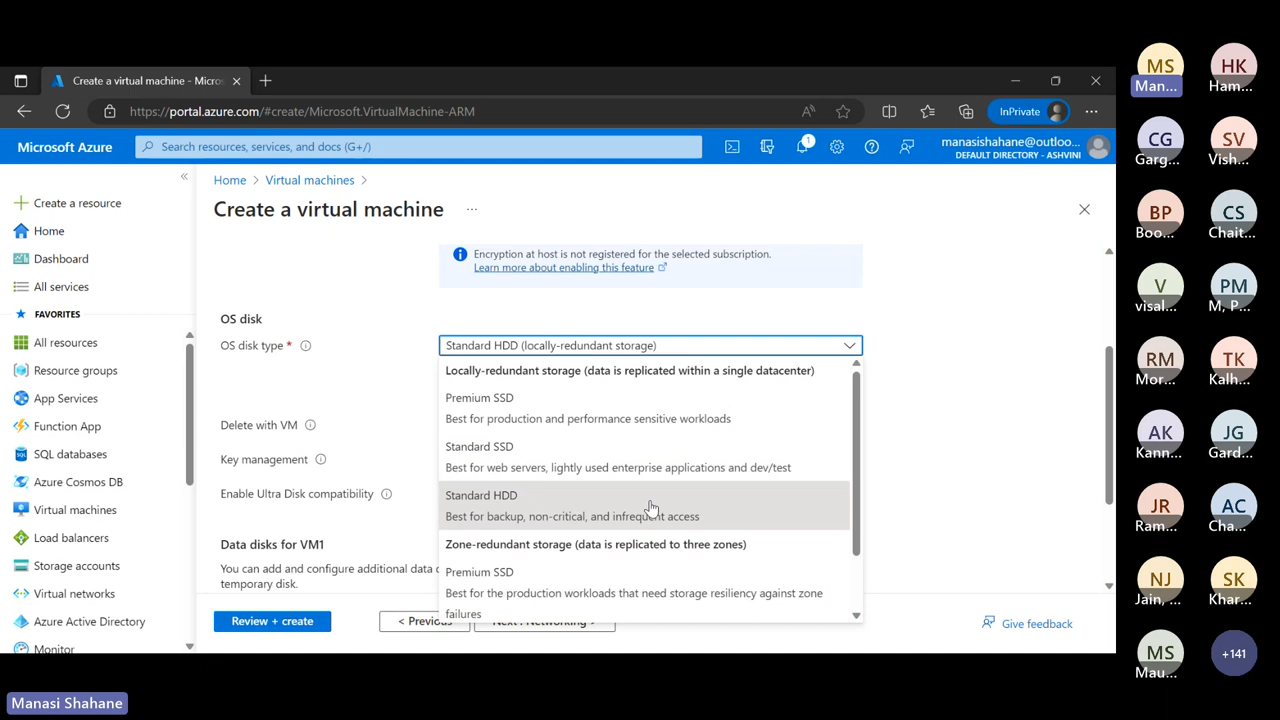 Create a virtual machine - Micros
https://portal.azure.com/#create/Microsoft.VirtualMachine-ARM
InPrivate
Microsoft Azure
Search resources, services, and docs (G+/)
1
manasishahane@outloo...
DEFAULT DIRECTORY - ASHVINI
Create a resource
Home
Dashboard
All services
FAVORITES
All resources
Resource groups
App Services
Function App
SQL databases
Azure Cosmos DB
Virtual machines
Load balancers
Storage accounts
Virtual networks
Azure Active Directory
Monitor
Home > Virtual machines >
Create a virtual machine ...
Encryption at host is not registered for the selected subscription.
Learn more about enabling this feature
OS disk
OS disk type *
Standard HDD (locally-redundant storage)
Locally-redundant storage (data is replicated within a single datacenter)
Premium SSD
Best for production and performance sensitive workloads
Standard SSD
Best for web servers, lightly used enterprise applications and dev/test
Standard HDD
Best for backup, non-critical, and infrequent access
Zone-redundant storage (data is replicated to three zones)
Premium SSD
Best for the production workloads that need storage resiliency against zone
failures
Delete with VM
Key management
Enable Ultra Disk compatibility
Data disks for VM1
You can add and configure additional data
temporary disk.
Review + create
< Previous
Next : Networking >
Give feedback
MS
Man...
HK
Ham...
CG
Garg...
SV
Vish...
BP
Boo...
CS
Chait...
V
visal...
PM
M, P...
RM
Mor...
TK
Kalh...
AK
Kann...
JG
Gard...
JR
Ram...
AC
Cha...
NJ
Jain, ...
SK
Khar...
MS
Mau...
+141
Manasi Shahane